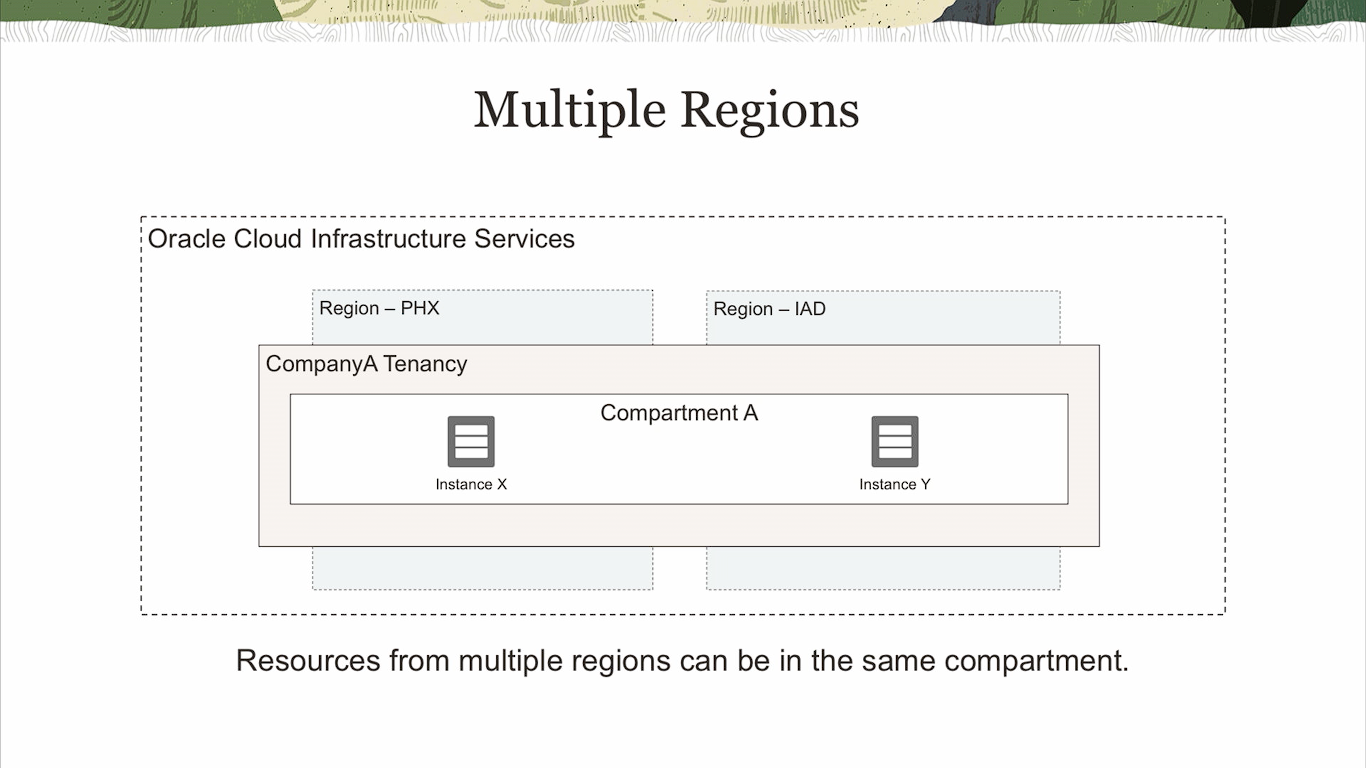 Multiple Regions
Oracle Cloud Infrastructure Services
Region – PHX
Region – IAD
CompanyA Tenancy
Compartment A
Instance X
Instance Y
Resources from multiple regions can be in the same compartment.